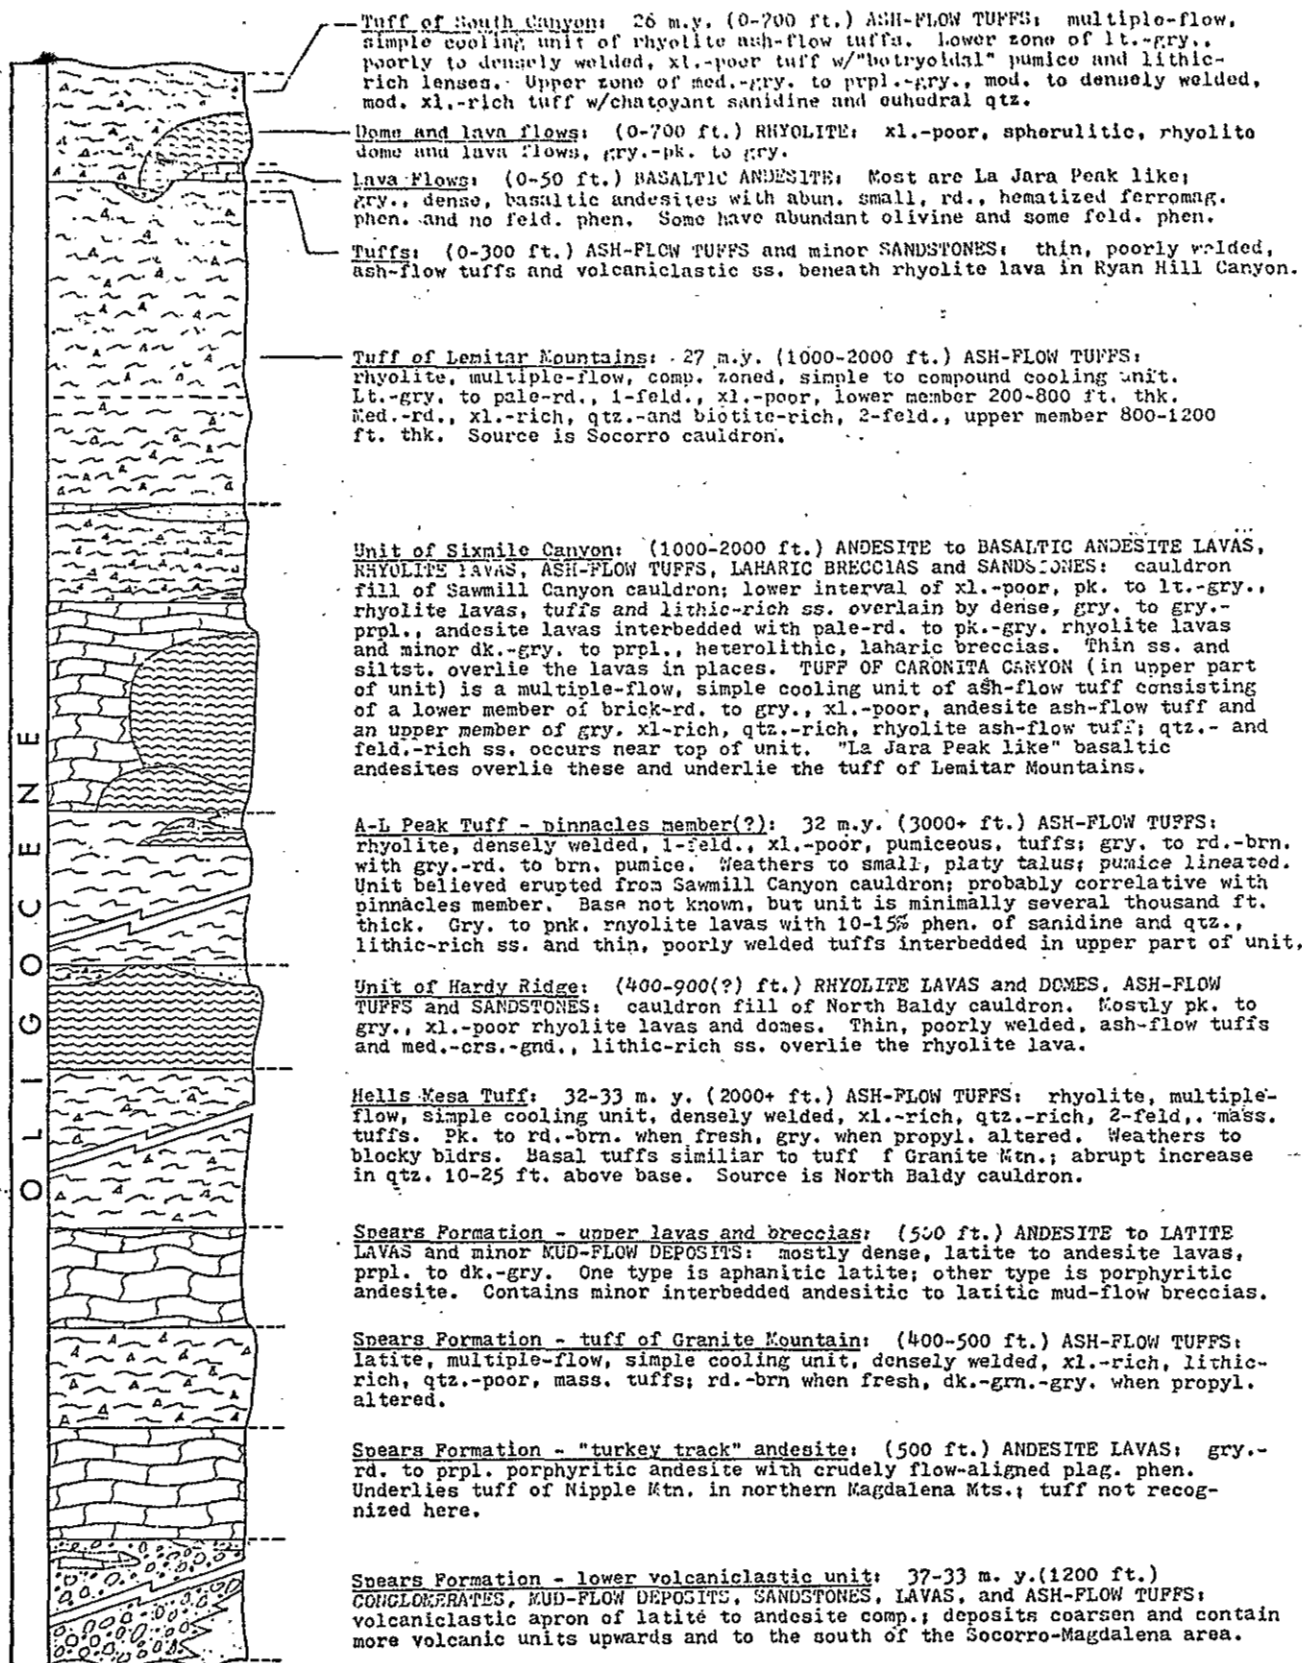 Tuff of South Canyon: 26 m.y. (0-700 ft.) ASH-FLOW TUFFS: multiple-flow,
simple cooling unit of rhyolite ash-flow tuffs. Lower zone of lt.-gry.,
poorly to densely welded, xl.-poor tuff w/"botryoidal" pumice and lithic-
rich lenses. Upper zone of med.-gry. to prpl.-gry., mod. to densely welded,
mod. xl.-rich tuff w/chatoyant sanidine and euhedral qtz.
Dome and lava flows: (0-700 ft.) RHYOLITE: xl.-poor, spherulitic, rhyolite
dome and lava flows, gry.-pk. to gry.
Lava Flows: (0-50 ft.) BASALTIC ANDESITE: Most are La Jara Peak like;
gry., dense, basaltic andesites with abun. small, rd., hematized ferromag.
phen. and no feld. phen. Some have abundant olivine and some feld. phen.
Tuffs: (0-300 ft.) ASH-FLOW TUFFS and minor SANDSTONES: thin, poorly welded,
ash-flow tuffs and volcaniclastic ss. beneath rhyolite lava in Ryan Hill Canyon.
Tuff of Lemitar Mountains: 27 m.y. (1000-2000 ft.) ASH-FLOW TUFFS:
rhyolite, multiple-flow, comp. zoned, simple to compound cooling unit.
Lt.-gry. to pale-rd., 1-feld., xl.-poor, lower member 200-800 ft. thk.
Med.-rd., xl.-rich, qtz.-and biotite-rich, 2-feld., upper member 800-1200
ft. thk. Source is Socorro cauldron.
Unit of Sixmile Canyon: (1000-2000 ft.) ANDESITE to BASALTIC ANDESITE LAVAS,
RHYOLITE LAVAS, ASH-FLOW TUFFS, LAHARIC BRECCIAS and SANDSTONES: cauldron
fill of Sawmill Canyon cauldron; lower interval of xl.-poor, pk. to lt.-gry.,
rhyolite lavas, tuffs and lithic-rich ss. overlain by dense, gry. to gry.-
prpl., andesite lavas interbedded with pale-rd. to pk.-gry. rhyolite lavas
and minor dk.-gry. to prpl., heterolithic, laharic breccias. Thin ss. and
siltst. overlie the lavas in places. TUFF OF CARONITA CANYON (in upper part
of unit) is a multiple-flow, simple cooling unit of ash-flow tuff consisting
of a lower member of brick-rd. to gry., xl.-poor, andesite ash-flow tuff and
an upper member of gry. xl-rich, qtz.-rich, rhyolite ash-flow tuff; qtz.- and
feld.-rich ss. occurs near top of unit. "La Jara Peak like" basaltic
andesites overlie these and underlie the tuff of Lemitar Mountains.
A-L Peak Tuff - pinnacles member(?): 32 m.y. (3000+ ft.) ASH-FLOW TUFFS:
rhyolite, densely welded, 1-feld., xl.-poor, pumiceous, tuffs; gry. to rd.-brn.
with gry.-rd. to brn. pumice. Weathers to small, platy talus; pumice lineated.
Unit believed erupted from Sawmill Canyon cauldron; probably correlative with
pinnacles member. Base not known, but unit is minimally several thousand ft.
thick. Gry. to pnk. rhyolite lavas with 10-15% phen. of sanidine and qtz.,
lithic-rich ss. and thin, poorly welded tuffs interbedded in upper part of unit.
Unit of Hardy Ridge: (400-900(?) ft.) RHYOLITE LAVAS and DOMES, ASH-FLOW
TUFFS and SANDSTONES: cauldron fill of North Baldy cauldron. Mostly pk. to
gry., xl.-poor rhyolite lavas and domes. Thin, poorly welded, ash-flow tuffs
and med.-crs.-gnd., lithic-rich ss. overlie the rhyolite lava.
Hells Mesa Tuff: 32-33 m. y. (2000+ ft.) ASH-FLOW TUFFS: rhyolite, multiple-
flow, simple cooling unit, densely welded, xl.-rich, qtz.-rich, 2-feld,. mass.
tuffs. Pk. to rd.-brn. when fresh, gry. when propyl. altered. Weathers to
blocky bldrs. Basal tuffs similiar to tuff f Granite Mtn.; abrupt increase
in qtz. 10-25 ft. above base. Source is North Baldy cauldron.
Spears Formation - upper lavas and breccias: (500 ft.) ANDESITE to LATITE
LAVAS and minor MUD-FLOW DEPOSITS: mostly dense, latite to andesite lavas,
prpl. to dk.-gry. One type is aphanitic latite; other type is porphyritic
andesite. Contains minor interbedded andesitic to latitic mud-flow breccias.
Spears Formation - tuff of Granite Mountain: (400-500 ft.) ASH-FLOW TUFFS:
latite, multiple-flow, simple cooling unit, densely welded, xl.-rich, lithic-
rich, qtz.-poor, mass. tuffs; rd.-brn when fresh, dk.-grn.-gry. when propyl.
altered.
Spears Formation - "turkey track" andesite: (500 ft.) ANDESITE LAVAS: gry.-
rd. to prpl. porphyritic andesite with crudely flow-aligned plag. phen.
Underlies tuff of Nipple Mtn. in northern Magdalena Mts.; tuff not recog-
nized here.
Spears Formation - lower volcaniclastic unit: 37-33 m. y.(1200 ft.)
CONGLOMERATES, MUD-FLOW DEPOSITS, SANDSTONES, LAVAS, and ASH-FLOW TUFFS:
volcaniclastic apron of latite to andesite comp.; deposits coarsen and contain
more volcanic units upwards and to the south of the Socorro-Magdalena area.
OLIGOCENE